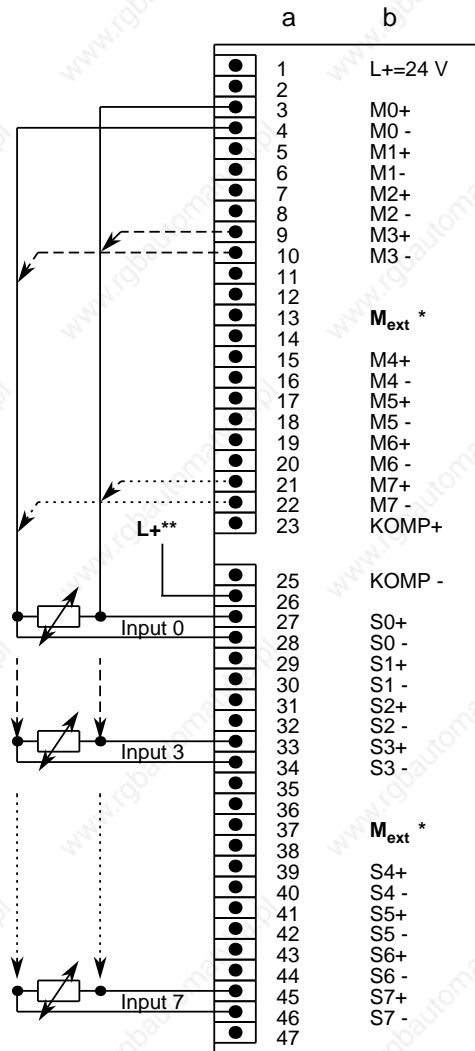 a b
1 L+=24 V
2
3 M0+
4 M0 -
5 M1+
6 M1-
7 M2+
8 M2 -
9 M3+
10 M3 -
11
12
13 Mext *
14
15 M4+
16 M4 -
17 M5+
18 M5 -
19 M6+
20 M6 -
21 M7+
22 M7 -
23 KOMP+
L+**
25 KOMP -
26
27 S0+
Input 0
28 S0 -
29 S1+
30 S1 -
31 S2+
32 S2 -
33 S3+
Input 3
34 S3 -
35
36
37 Mext *
38
39 S4+
40 S4 -
41 S5+
42 S5 -
43 S6+
44 S6 -
45 S7+
Input 7
46 S7 -
47